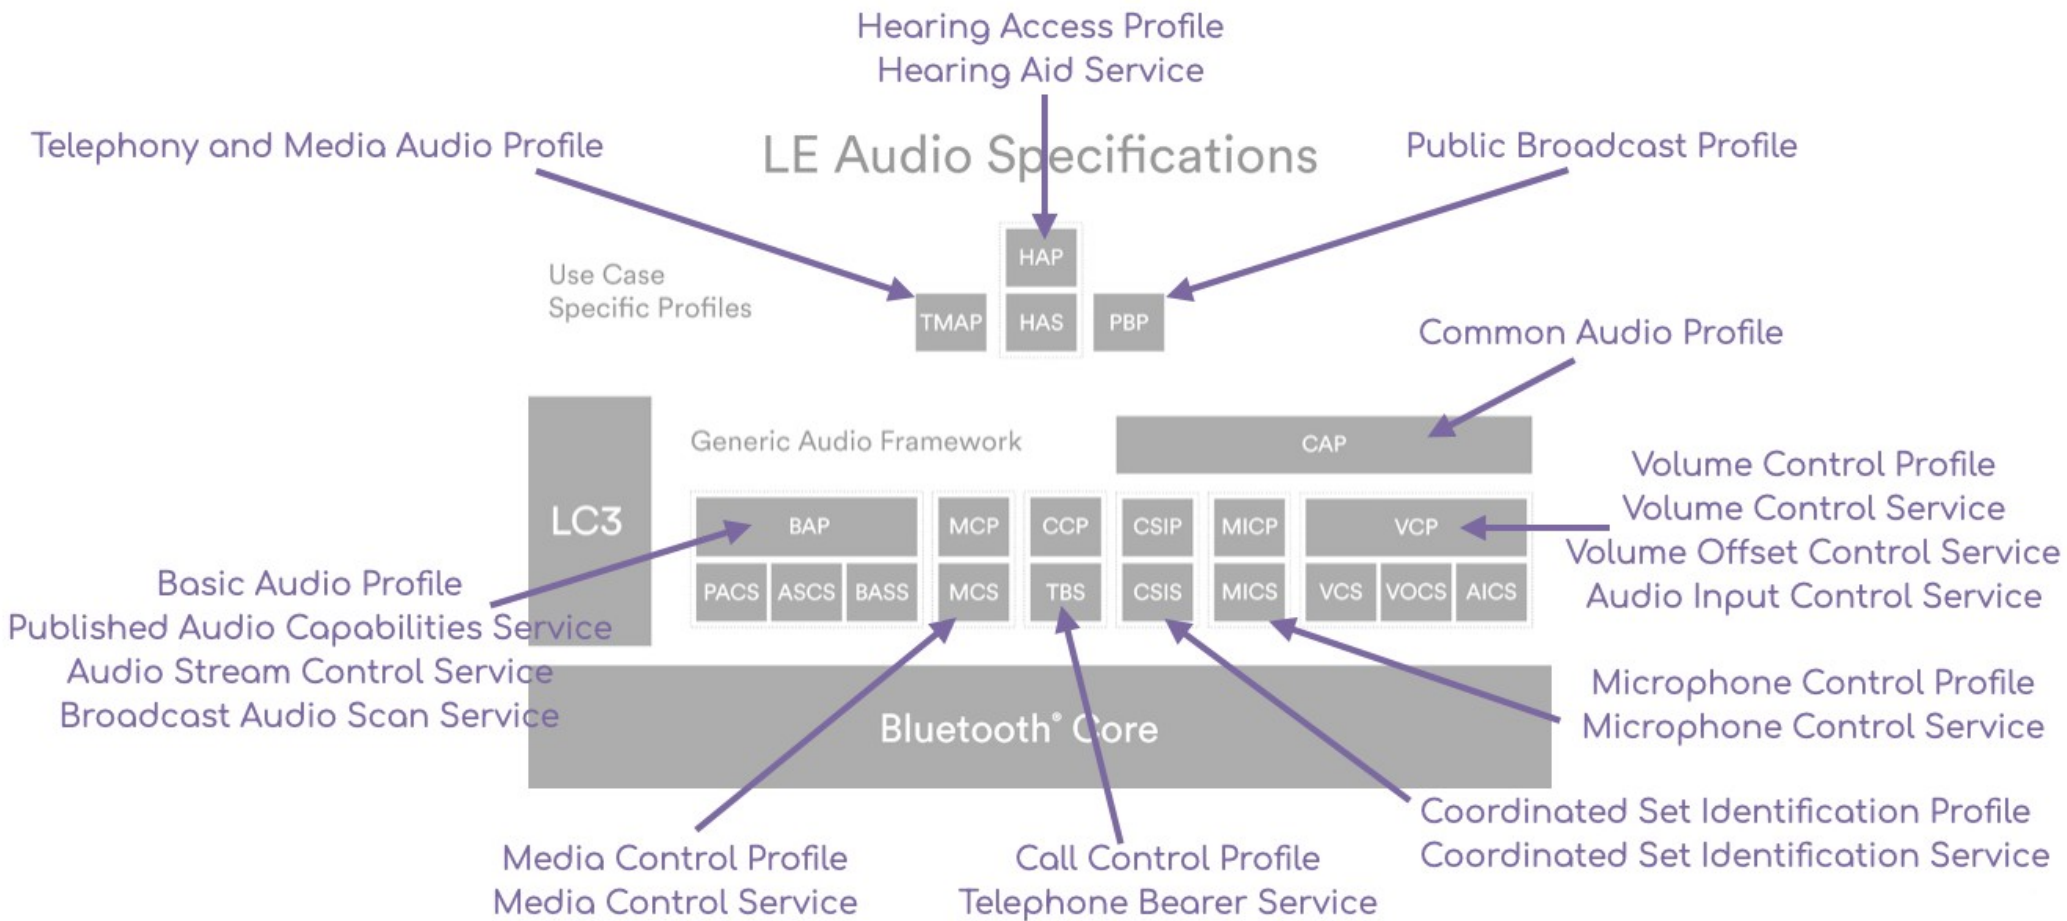 Hearing Access Profile
Hearing Aid Service
Telephony and Media Audio Profile
LE Audio Specifications
Public Broadcast Profile
Use Case
Specific Profiles
HAP
TMAP
HAS
PBP
Common Audio Profile
LC3
Generic Audio Framework
CAP
BAP
MCP
CCP
CSIP
MICP
VCP
PACS
ASCS
BASS
MCS
TBS
CSIS
MICS
VCS
VOCS
AICS
Volume Control Profile
Volume Control Service
Volume Offset Control Service
Audio Input Control Service
Basic Audio Profile
Published Audio Capabilities Service
Audio Stream Control Service
Broadcast Audio Scan Service
Bluetooth® Core
Microphone Control Profile
Microphone Control Service
Media Control Profile
Media Control Service
Call Control Profile
Telephone Bearer Service
Coordinated Set Identification Profile
Coordinated Set Identification Service